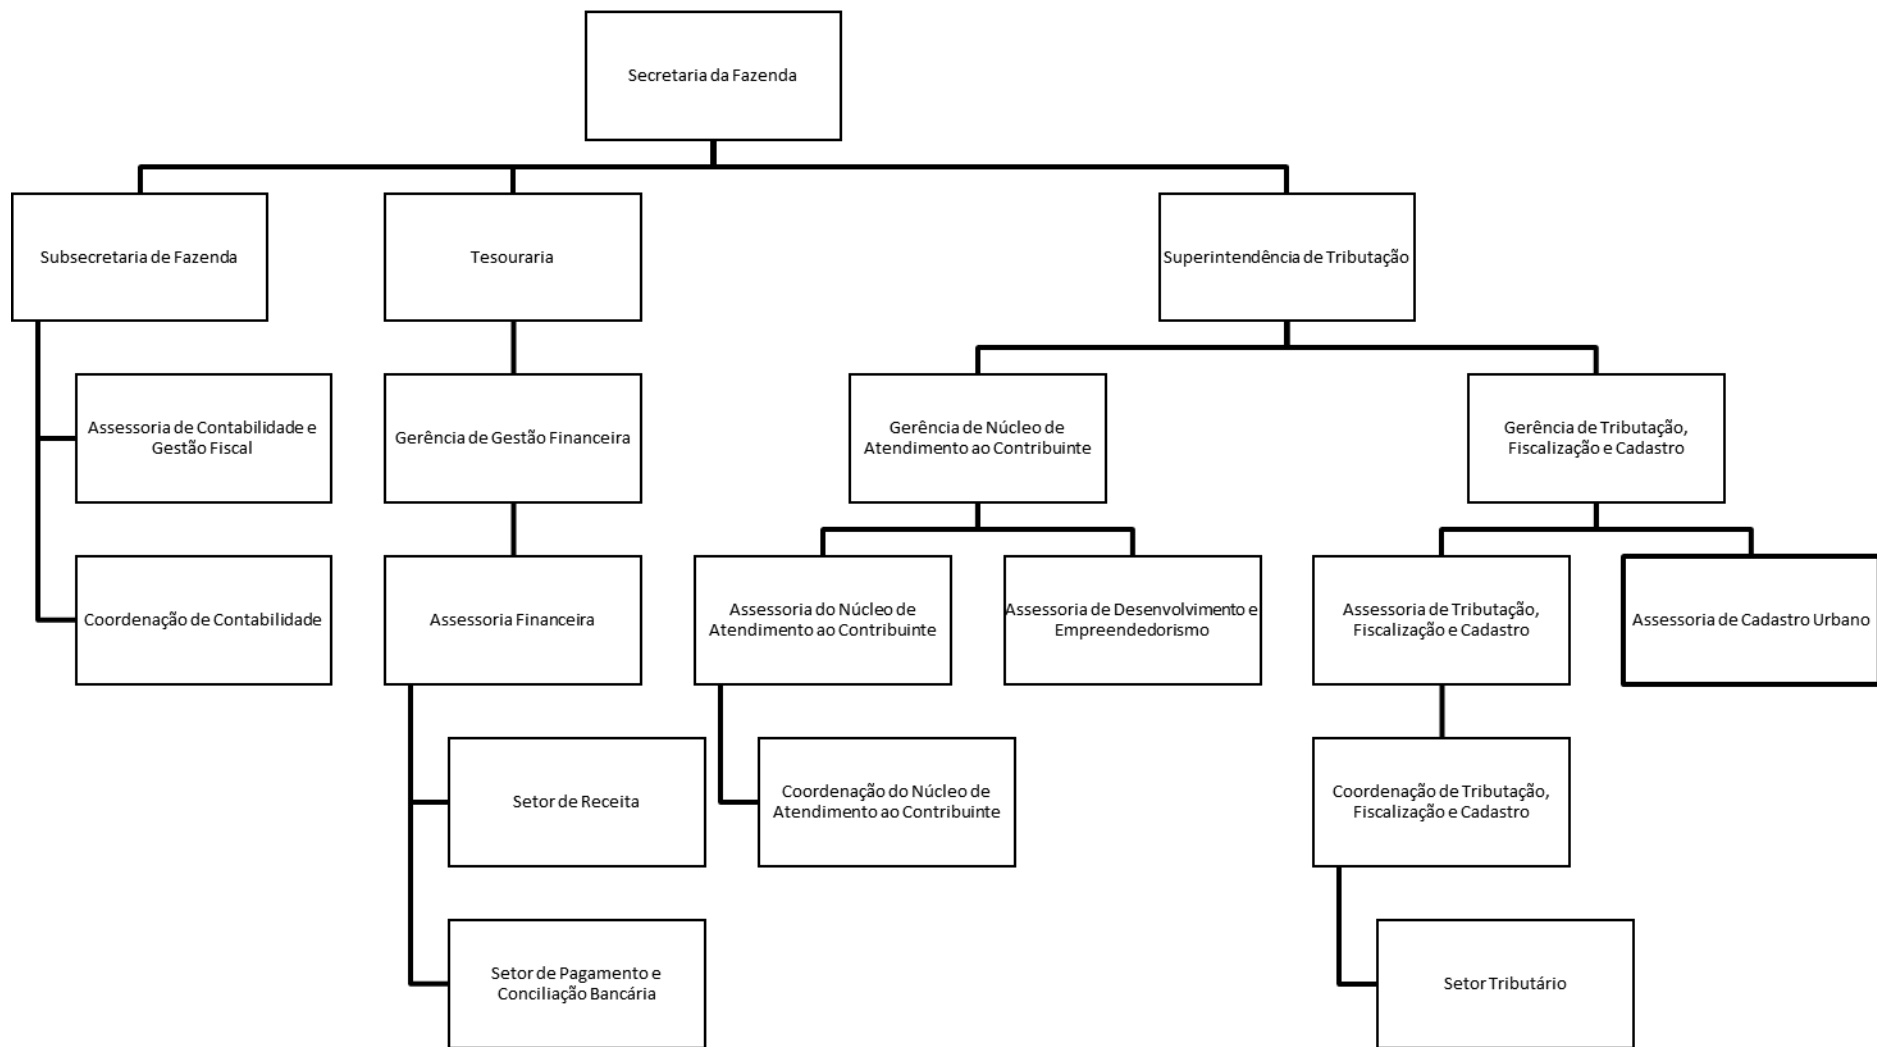 Secretaria da Fazenda
Subsecretaria de Fazenda
Tesouraria
Superintendência de Tributação
Assessoria de Contabilidade e
Gestão Fiscal
Gerência de Gestão Financeira
Gerência de Núcleo de
Atendimento ao Contribuinte
Gerência de Tributação,
Fiscalização e Cadastro
Coordenação de Contabilidade
Assessoria Financeira
Assessoria do Núcleo de
Atendimento ao Contribuinte
Assessoria de Desenvolvimento e
Empreendedorismo
Assessoria de Tributação,
Fiscalização e Cadastro
Assessoria de Cadastro Urbano
Setor de Receita
Coordenação do Núcleo de
Atendimento ao Contribuinte
Coordenação de Tributação,
Fiscalização e Cadastro
Setor de Pagamento e
Conciliação Bancária
Setor Tributário